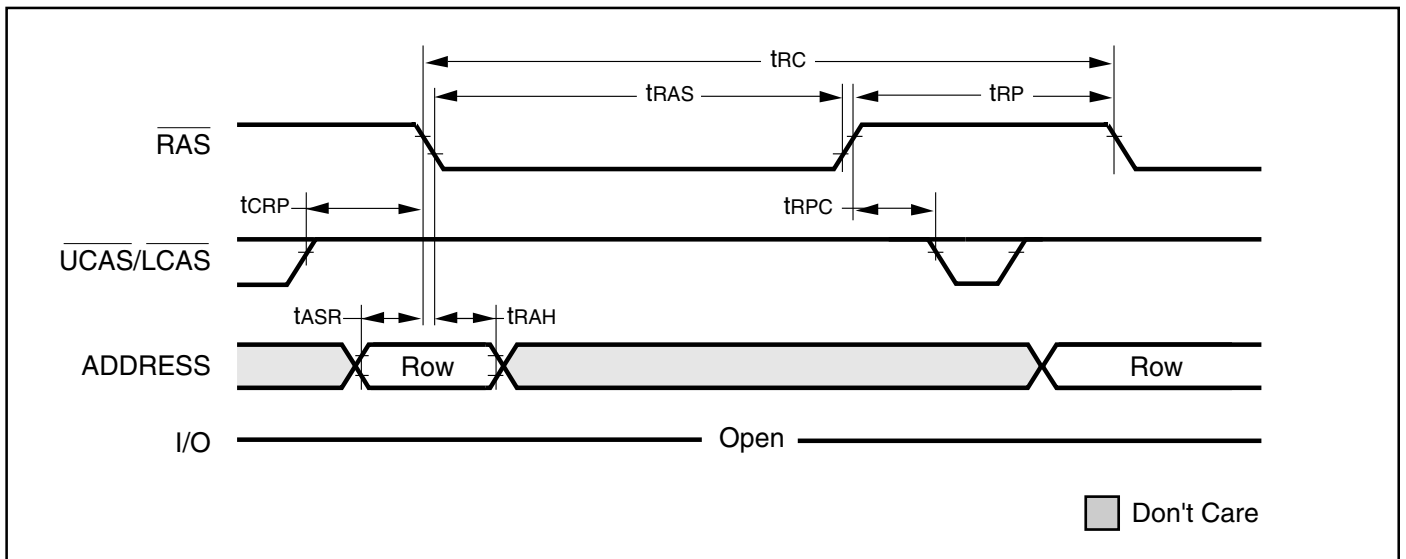 tRC
tRAS
tRP
RAS
tCRP
tRPC
UCAS/LCAS
tASR
tRAH
ADDRESS
Row
Row
I/O
Open
Don't Care